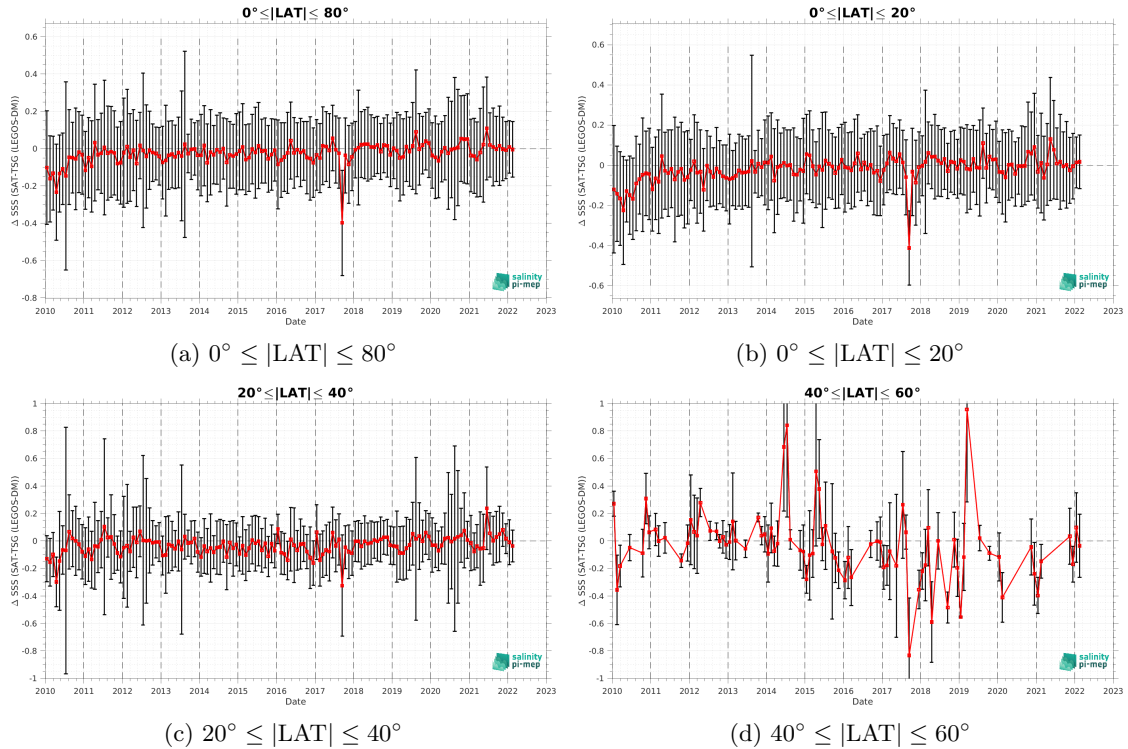 0°≤|LAT|≤ 80°
Δ SSS (SAT-TSG (LEGOS-DM))
0.6
0.4
0.2
0
-0.2
-0.4
-0.6
-0.8
2010 2011 2012 2013 2014 2015 2016 2017 2018 2019 2020 2021 2022 2023
Date
salinity
pi-mep
(a) 0° ≤ |LAT| ≤ 80°
0°≤|LAT|≤ 20°
Δ SSS (SAT-TSG (LEGOS-DM))
0.6
0.4
0.2
0
-0.2
-0.4
-0.6
2010 2011 2012 2013 2014 2015 2016 2017 2018 2019 2020 2021 2022 2023
Date
salinity
pi-mep
(b) 0° ≤ |LAT| ≤ 20°
20°≤|LAT|≤ 40°
Δ SSS (SAT-TSG (LEGOS-DM))
1
0.8
0.6
0.4
0.2
0
-0.2
-0.4
-0.6
-0.8
-1
2010 2011 2012 2013 2014 2015 2016 2017 2018 2019 2020 2021 2022 2023
Date
salinity
pi-mep
(c) 20° ≤ |LAT| ≤ 40°
40°≤|LAT|≤ 60°
Δ SSS (SAT-TSG (LEGOS-DM))
1
0.8
0.6
0.4
0.2
0
-0.2
-0.4
-0.6
-0.8
-1
2010 2011 2012 2013 2014 2015 2016 2017 2018 2019 2020 2021 2022 2023
Date
salinity
pi-mep
(d) 40° ≤ |LAT| ≤ 60°